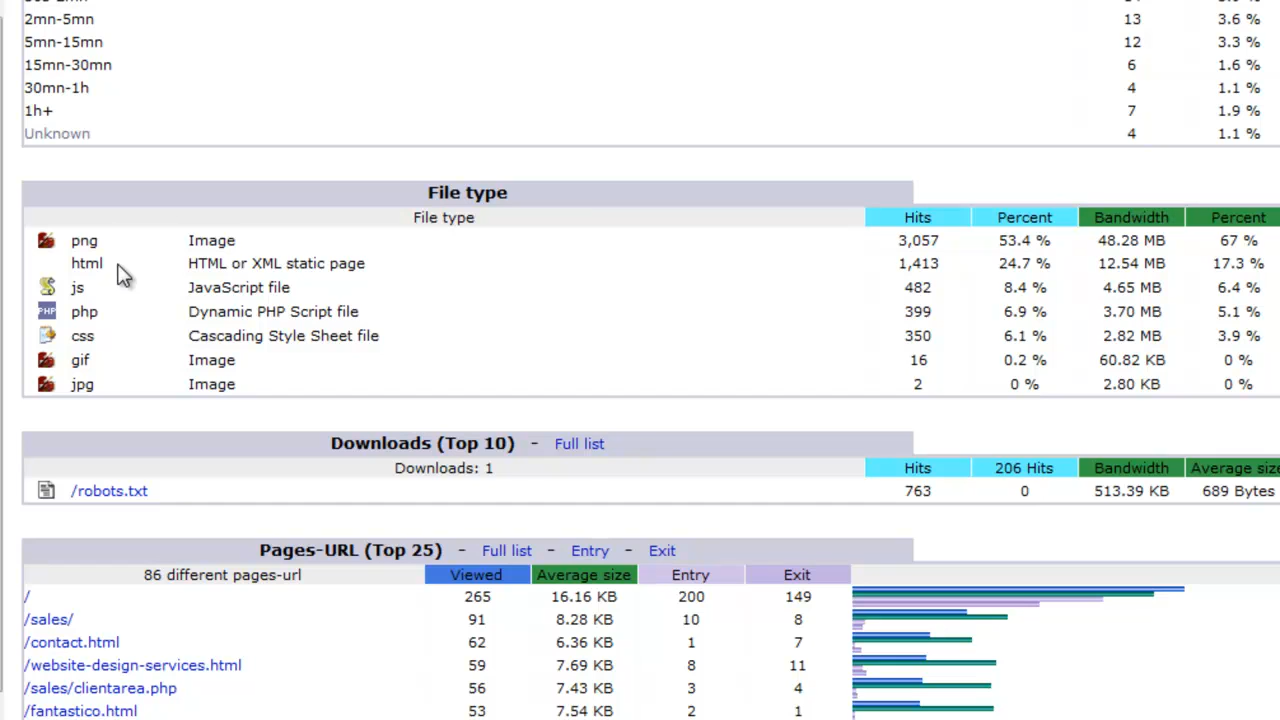 2mn-5mn 13 3.6 %
5mn-15mn 12 3.3 %
15mn-30mn 6 1.6 %
30mn-1h 4 1.1 %
1h+ 7 1.9 %
Unknown 4 1.1 %
File type
File type Hits Percent Bandwidth Percent
png Image 3,057 53.4 % 48.28 MB 67 %
html HTML or XML static page 1,413 24.7 % 12.54 MB 17.3 %
js JavaScript file 482 8.4 % 4.65 MB 6.4 %
PHP php Dynamic PHP Script file 399 6.9 % 3.70 MB 5.1 %
css Cascading Style Sheet file 350 6.1 % 2.82 MB 3.9 %
gif Image 16 0.2 % 60.82 KB 0 %
jpg Image 2 0 % 2.80 KB 0 %
Downloads (Top 10) - Full list
Downloads: 1 Hits 206 Hits Bandwidth Average size
/robots.txt 763 0 513.39 KB 689 Bytes
Pages-URL (Top 25) - Full list - Entry - Exit
86 different pages-url Viewed Average size Entry Exit
/ 265 16.16 KB 200 149
/sales/ 91 8.28 KB 10 8
/contact.html 62 6.36 KB 1 7
/website-design-services.html 59 7.69 KB 8 11
/sales/clientarea.php 56 7.43 KB 3 4
/fantastico.html 53 7.54 KB 2 1